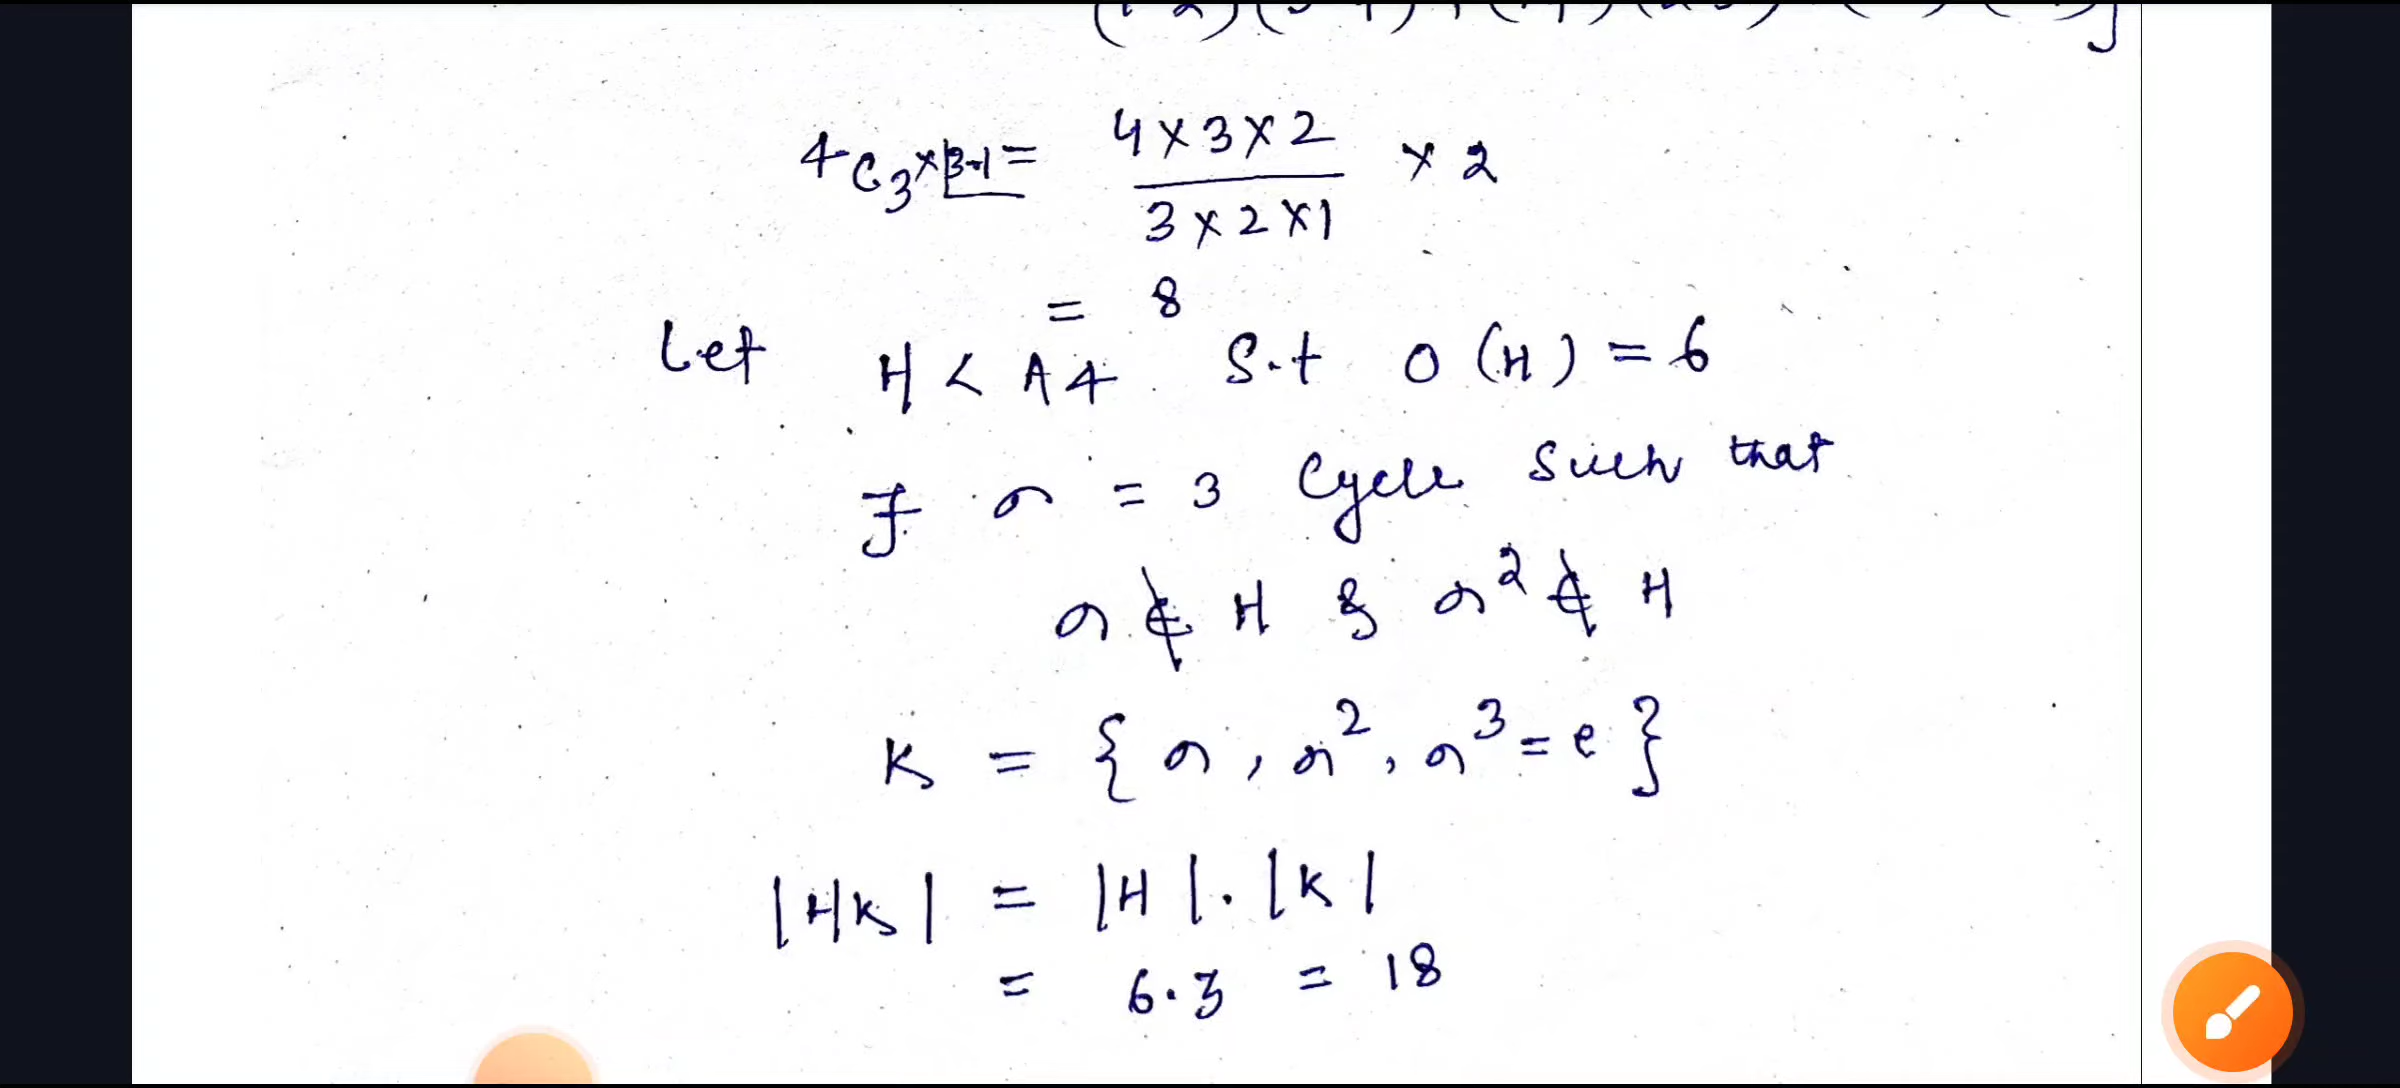 4C3 × |3-1 = 4×3×2 / 3×2×1 × 2
= 8
Let H < A4 S.t O(H) = 6
∃ σ = 3 Cycle Such that
σ ∉ H & σ² ∉ H
K = {σ, σ², σ³ = e}
|HK| = |H|.|K|
= 6.3 = 18